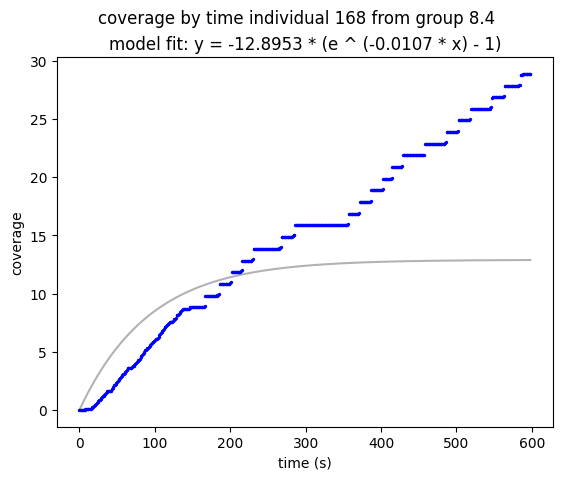 coverage by time individual 168 from group 8.4
model fit: y = -12.8953 * (e ^ (-0.0107 * x) - 1)
30
25
20
15
10
5
0
coverage
0 100 200 300 400 500 600
time (s)